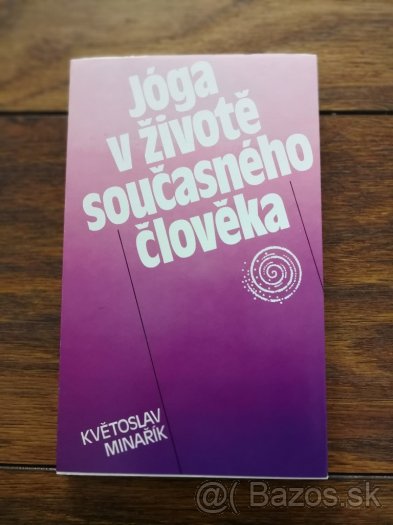 Jóga
v životě
současného
člověka
KVĚTOSLAV
MINAŘÍK
@( Bazos.sk